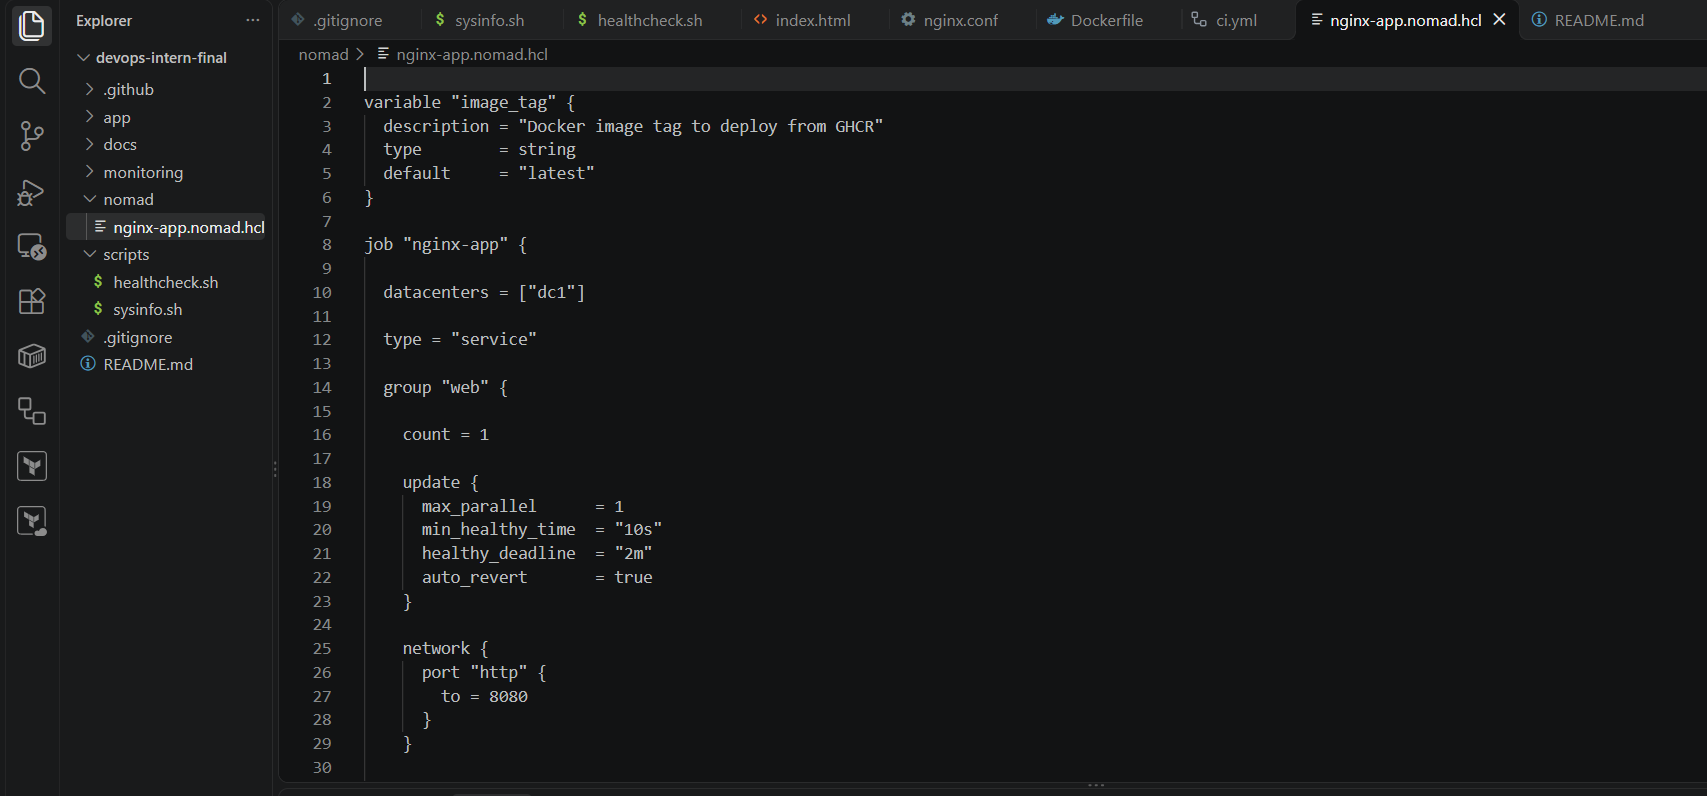 Explorer
devops-intern-final
.github
app
docs
monitoring
nomad
nginx-app.nomad.hcl
scripts
healthcheck.sh
sysinfo.sh
.gitignore
README.md
.gitignore
$ sysinfo.sh
$ healthcheck.sh
<> index.html
nginx.conf
Dockerfile
ci.yml
nginx-app.nomad.hcl
README.md
nomad > nginx-app.nomad.hcl
1
2 variable "image_tag" {
3   description = "Docker image tag to deploy from GHCR"
4   type        = string
5   default     = "latest"
6 }
7
8 job "nginx-app" {
9
10   datacenters = ["dc1"]
11
12   type = "service"
13
14   group "web" {
15
16     count = 1
17
18     update {
19       max_parallel      = 1
20       min_healthy_time  = "10s"
21       healthy_deadline  = "2m"
22       auto_revert       = true
23     }
24
25     network {
26       port "http" {
27         to = 8080
28       }
29     }
30